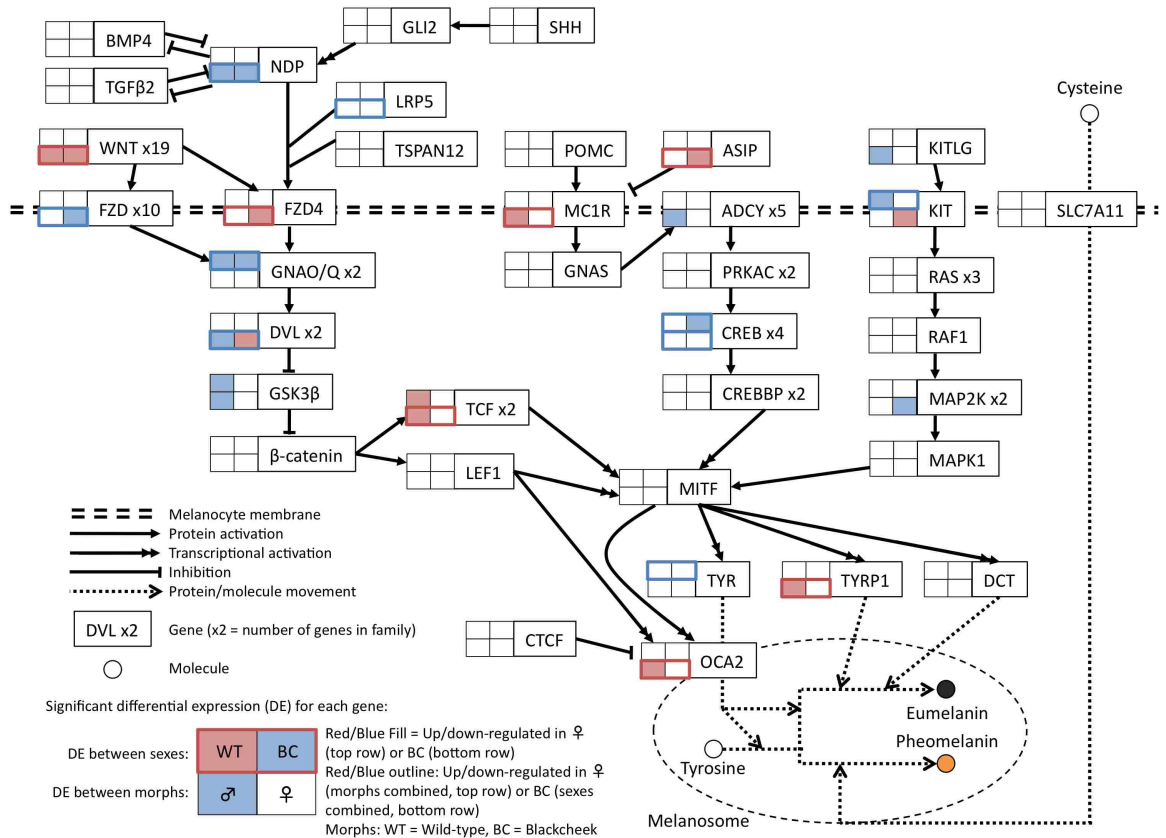 BMP4
GLI2
SHH
NDP
TGFβ2
LRP5
Cysteine
WNT x19
TSPAN12
POMC
ASIP
KITLG
FZD x10
FZD4
MC1R
ADCY x5
KIT
SLC7A11
GNAO/Q x2
GNAS
PRKAC x2
RAS x3
DVL x2
CREB x4
RAF1
GSK3β
TCF x2
CREBBP x2
MAP2K x2
β-catenin
LEF1
MITF
MAPK1
Melanocyte membrane
Protein activation
Transcriptional activation
Inhibition
Protein/molecule movement
TYR
TYRP1
DCT
DVL x2
Gene (x2 = number of genes in family)
CTCF
OCA2
Molecule
Eumelanin
Pheomelanin
Tyrosine
Melanosome
Significant differential expression (DE) for each gene:
DE between sexes:
WT
BC
Red/Blue Fill = Up/down-regulated in ♀
(top row) or BC (bottom row)
Red/Blue outline: Up/down-regulated in ♀
DE between morphs:
♂
♀
(morphs combined, top row) or BC (sexes
combined, bottom row)
Morphs: WT = Wild-type, BC = Blackcheek